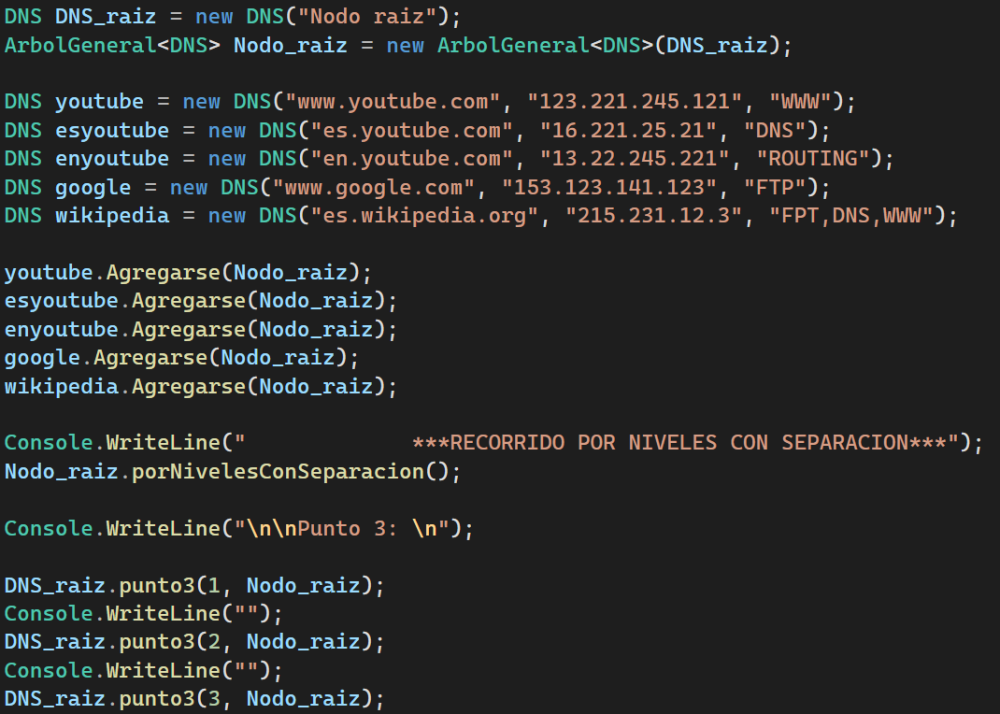 DNS DNS_raiz = new DNS("Nodo raiz");
ArbolGeneral<DNS> Nodo_raiz = new ArbolGeneral<DNS>(DNS_raiz);
DNS youtube = new DNS("www.youtube.com", "123.221.245.121", "WWW");
DNS esyoutube = new DNS("es.youtube.com", "16.221.25.21", "DNS");
DNS enyoutube = new DNS("en.youtube.com", "13.22.245.221", "ROUTING");
DNS google = new DNS("www.google.com", "153.123.141.123", "FTP");
DNS wikipedia = new DNS("es.wikipedia.org", "215.231.12.3", "FPT,DNS,WWW");
youtube.Agregarse(Nodo_raiz);
esyoutube.Agregarse(Nodo_raiz);
enyoutube.Agregarse(Nodo_raiz);
google.Agregarse(Nodo_raiz);
wikipedia.Agregarse(Nodo_raiz);
Console.WriteLine("             ***RECORRIDO POR NIVELES CON SEPARACION***");
Nodo_raiz.porNivelesConSeparacion();
Console.WriteLine("\n\nPunto 3: \n");
DNS_raiz.punto3(1, Nodo_raiz);
Console.WriteLine("");
DNS_raiz.punto3(2, Nodo_raiz);
Console.WriteLine("");
DNS_raiz.punto3(3, Nodo_raiz);